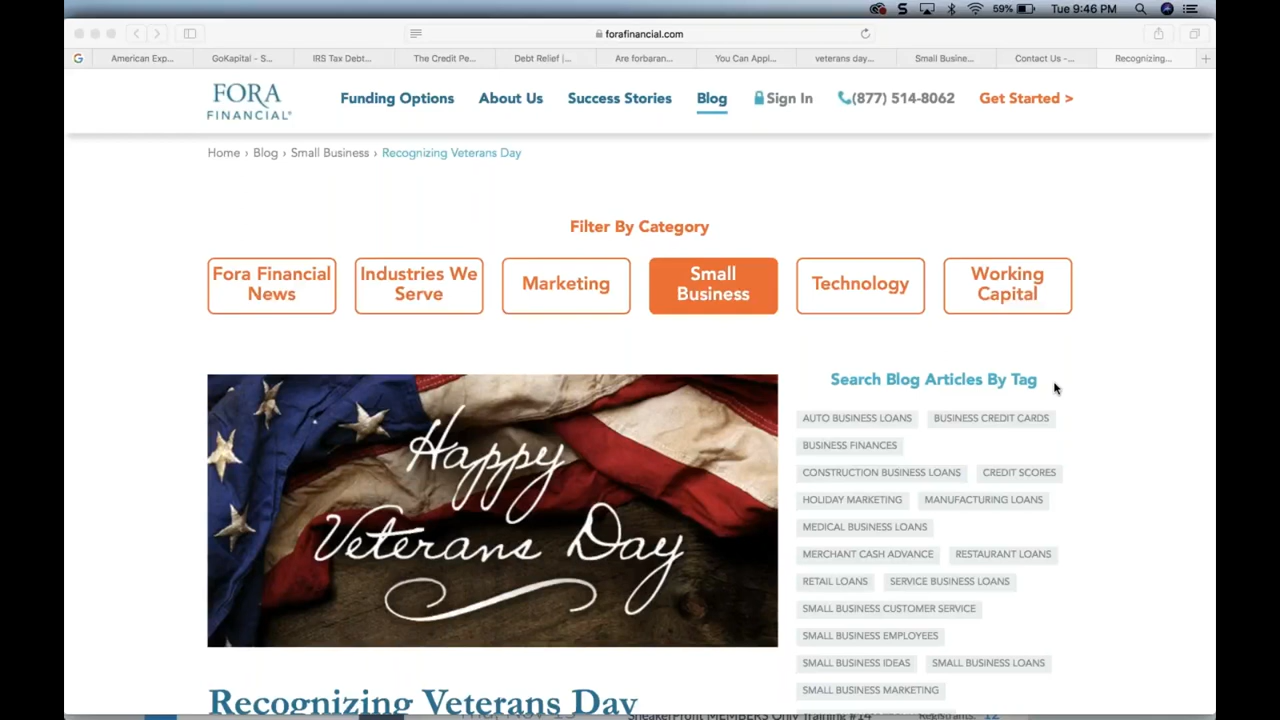 59% Tue 9:46 PM
forafinancial.com
G American Exp... GoKapital - S... IRS Tax Debt... The Credit Pe... Debt Relief |... Are forbaran... You Can Appl... veterans day... Small Busine... Contact Us -... Recognizing...
FORA
FINANCIAL
Funding Options About Us Success Stories Blog Sign In (877) 514-8062 Get Started >
Home › Blog › Small Business › Recognizing Veterans Day
Filter By Category
Fora Financial
News
Industries We
Serve
Marketing
Small
Business
Technology
Working
Capital
Happy
Veterans Day
Search Blog Articles By Tag
AUTO BUSINESS LOANS BUSINESS CREDIT CARDS
BUSINESS FINANCES
CONSTRUCTION BUSINESS LOANS CREDIT SCORES
HOLIDAY MARKETING MANUFACTURING LOANS
MEDICAL BUSINESS LOANS
MERCHANT CASH ADVANCE RESTAURANT LOANS
RETAIL LOANS SERVICE BUSINESS LOANS
SMALL BUSINESS CUSTOMER SERVICE
SMALL BUSINESS EMPLOYEES
SMALL BUSINESS IDEAS SMALL BUSINESS LOANS
SMALL BUSINESS MARKETING
Recognizing Veterans Day